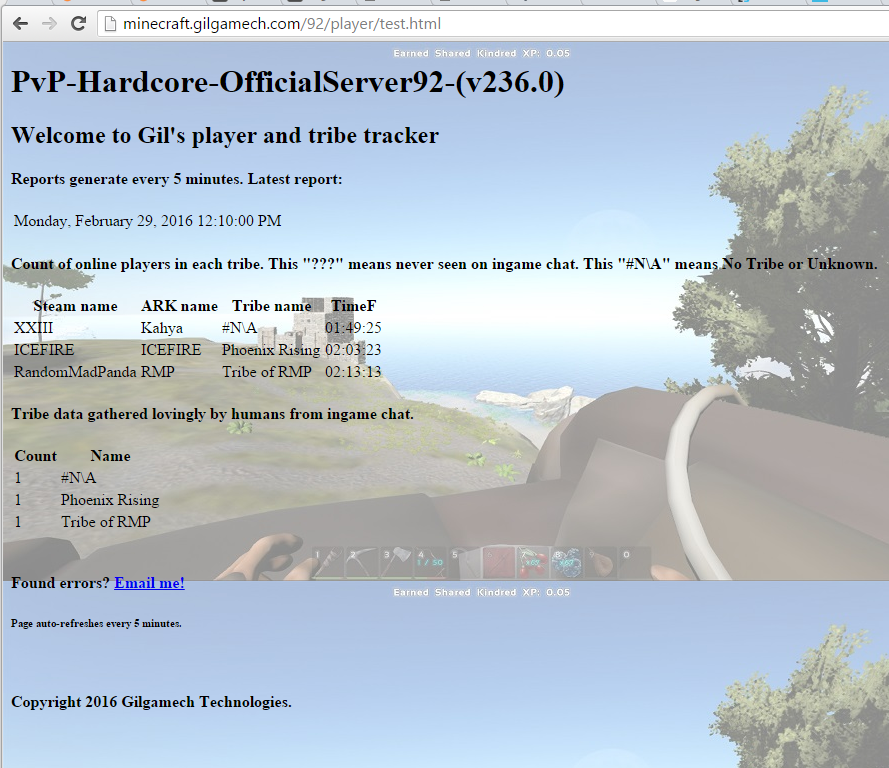 minecraft.gilgamech.com/92/player/test.html
Earned Shared Kindred XP: 0.05
PvP-Hardcore-OfficialServer92-(v236.0)
Welcome to Gil's player and tribe tracker
Reports generate every 5 minutes. Latest report:
Monday, February 29, 2016 12:10:00 PM
Count of online players in each tribe. This "???" means never seen on ingame chat. This "#N\A" means No Tribe or Unknown.
Steam name ARK name Tribe name TimeF
XXIII Kahya #N\A 01:49:25
ICEFIRE ICEFIRE Phoenix Rising 02:03:23
RandomMadPanda RMP Tribe of RMP 02:13:13
Tribe data gathered lovingly by humans from ingame chat.
Count Name
1 #N\A
1 Phoenix Rising
1 Tribe of RMP
1 2 3 4 5 7 8 0
1 / 50
Found errors? Email me!
Earned Shared Kindred XP: 0.05
Page auto-refreshes every 5 minutes.
Copyright 2016 Gilgamech Technologies.